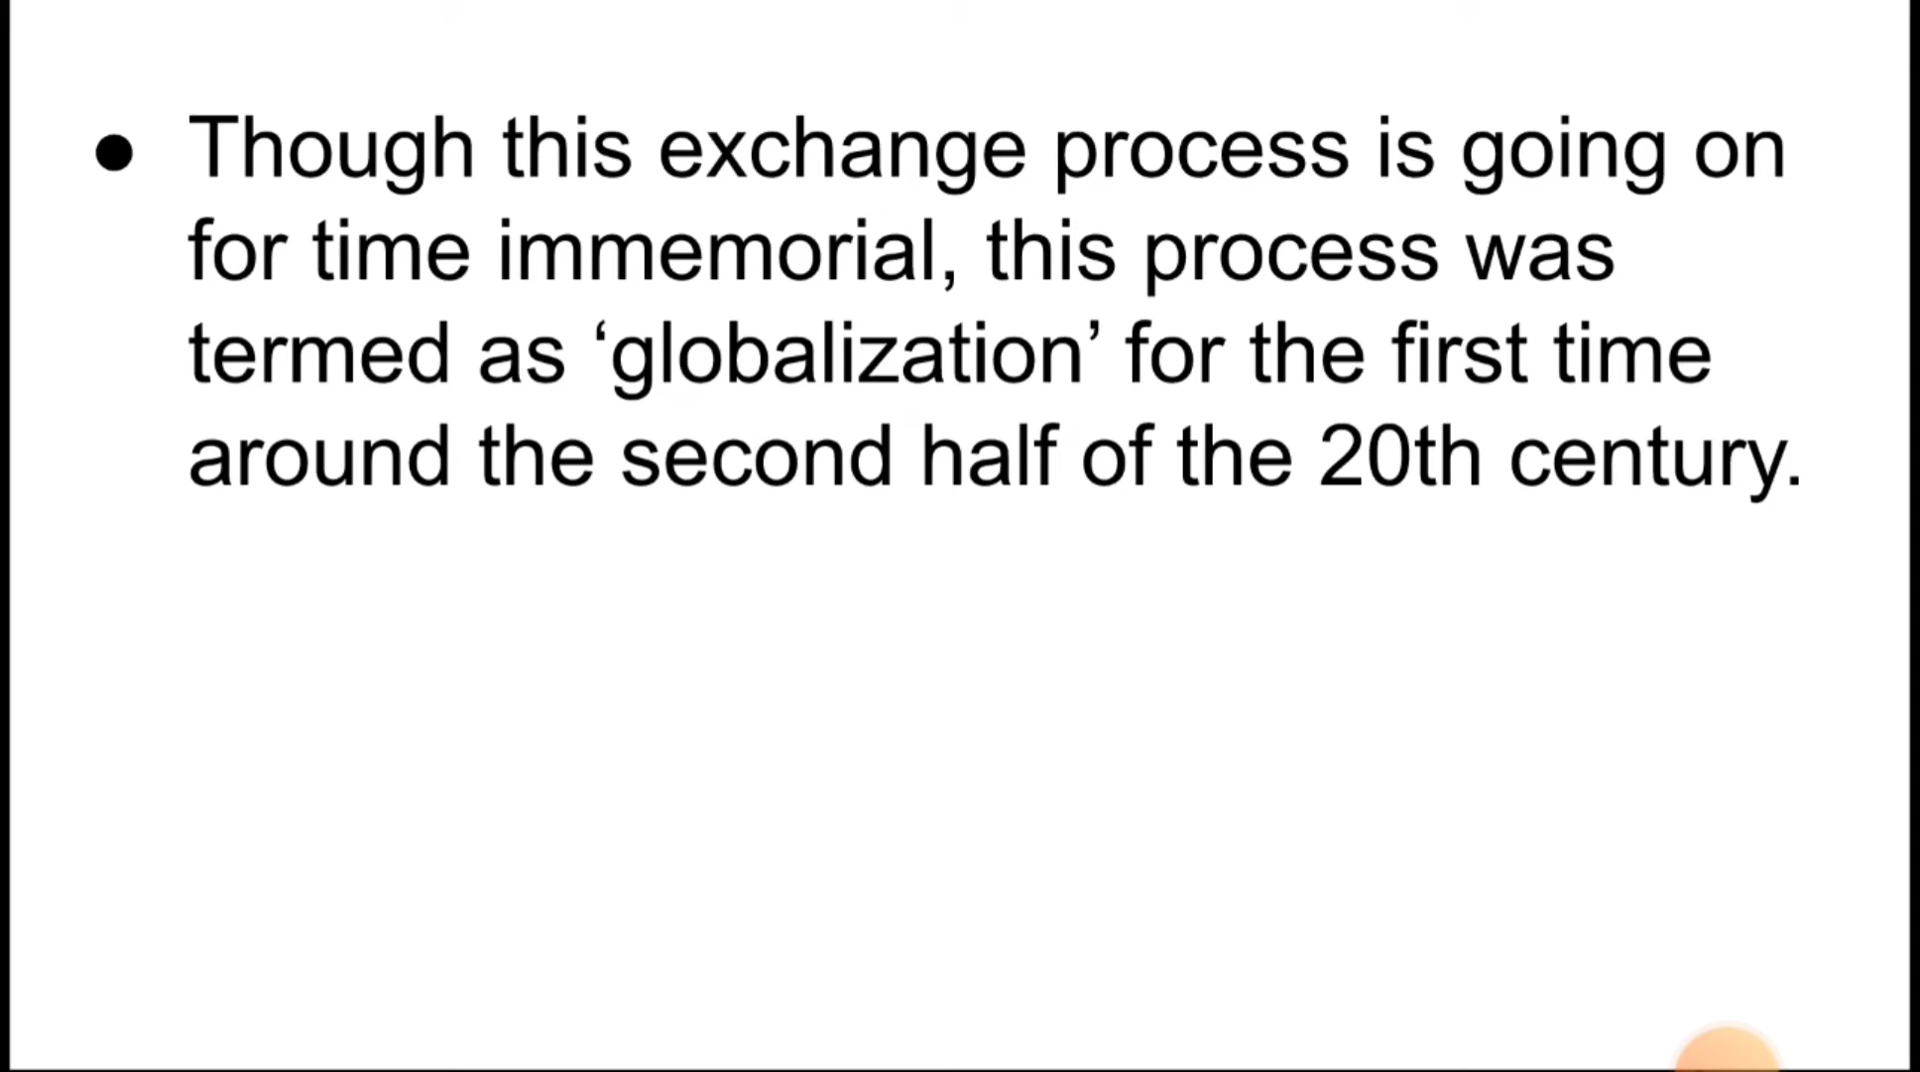 ● Though this exchange process is going on
for time immemorial, this process was
termed as ‘globalization’ for the first time
around the second half of the 20th century.